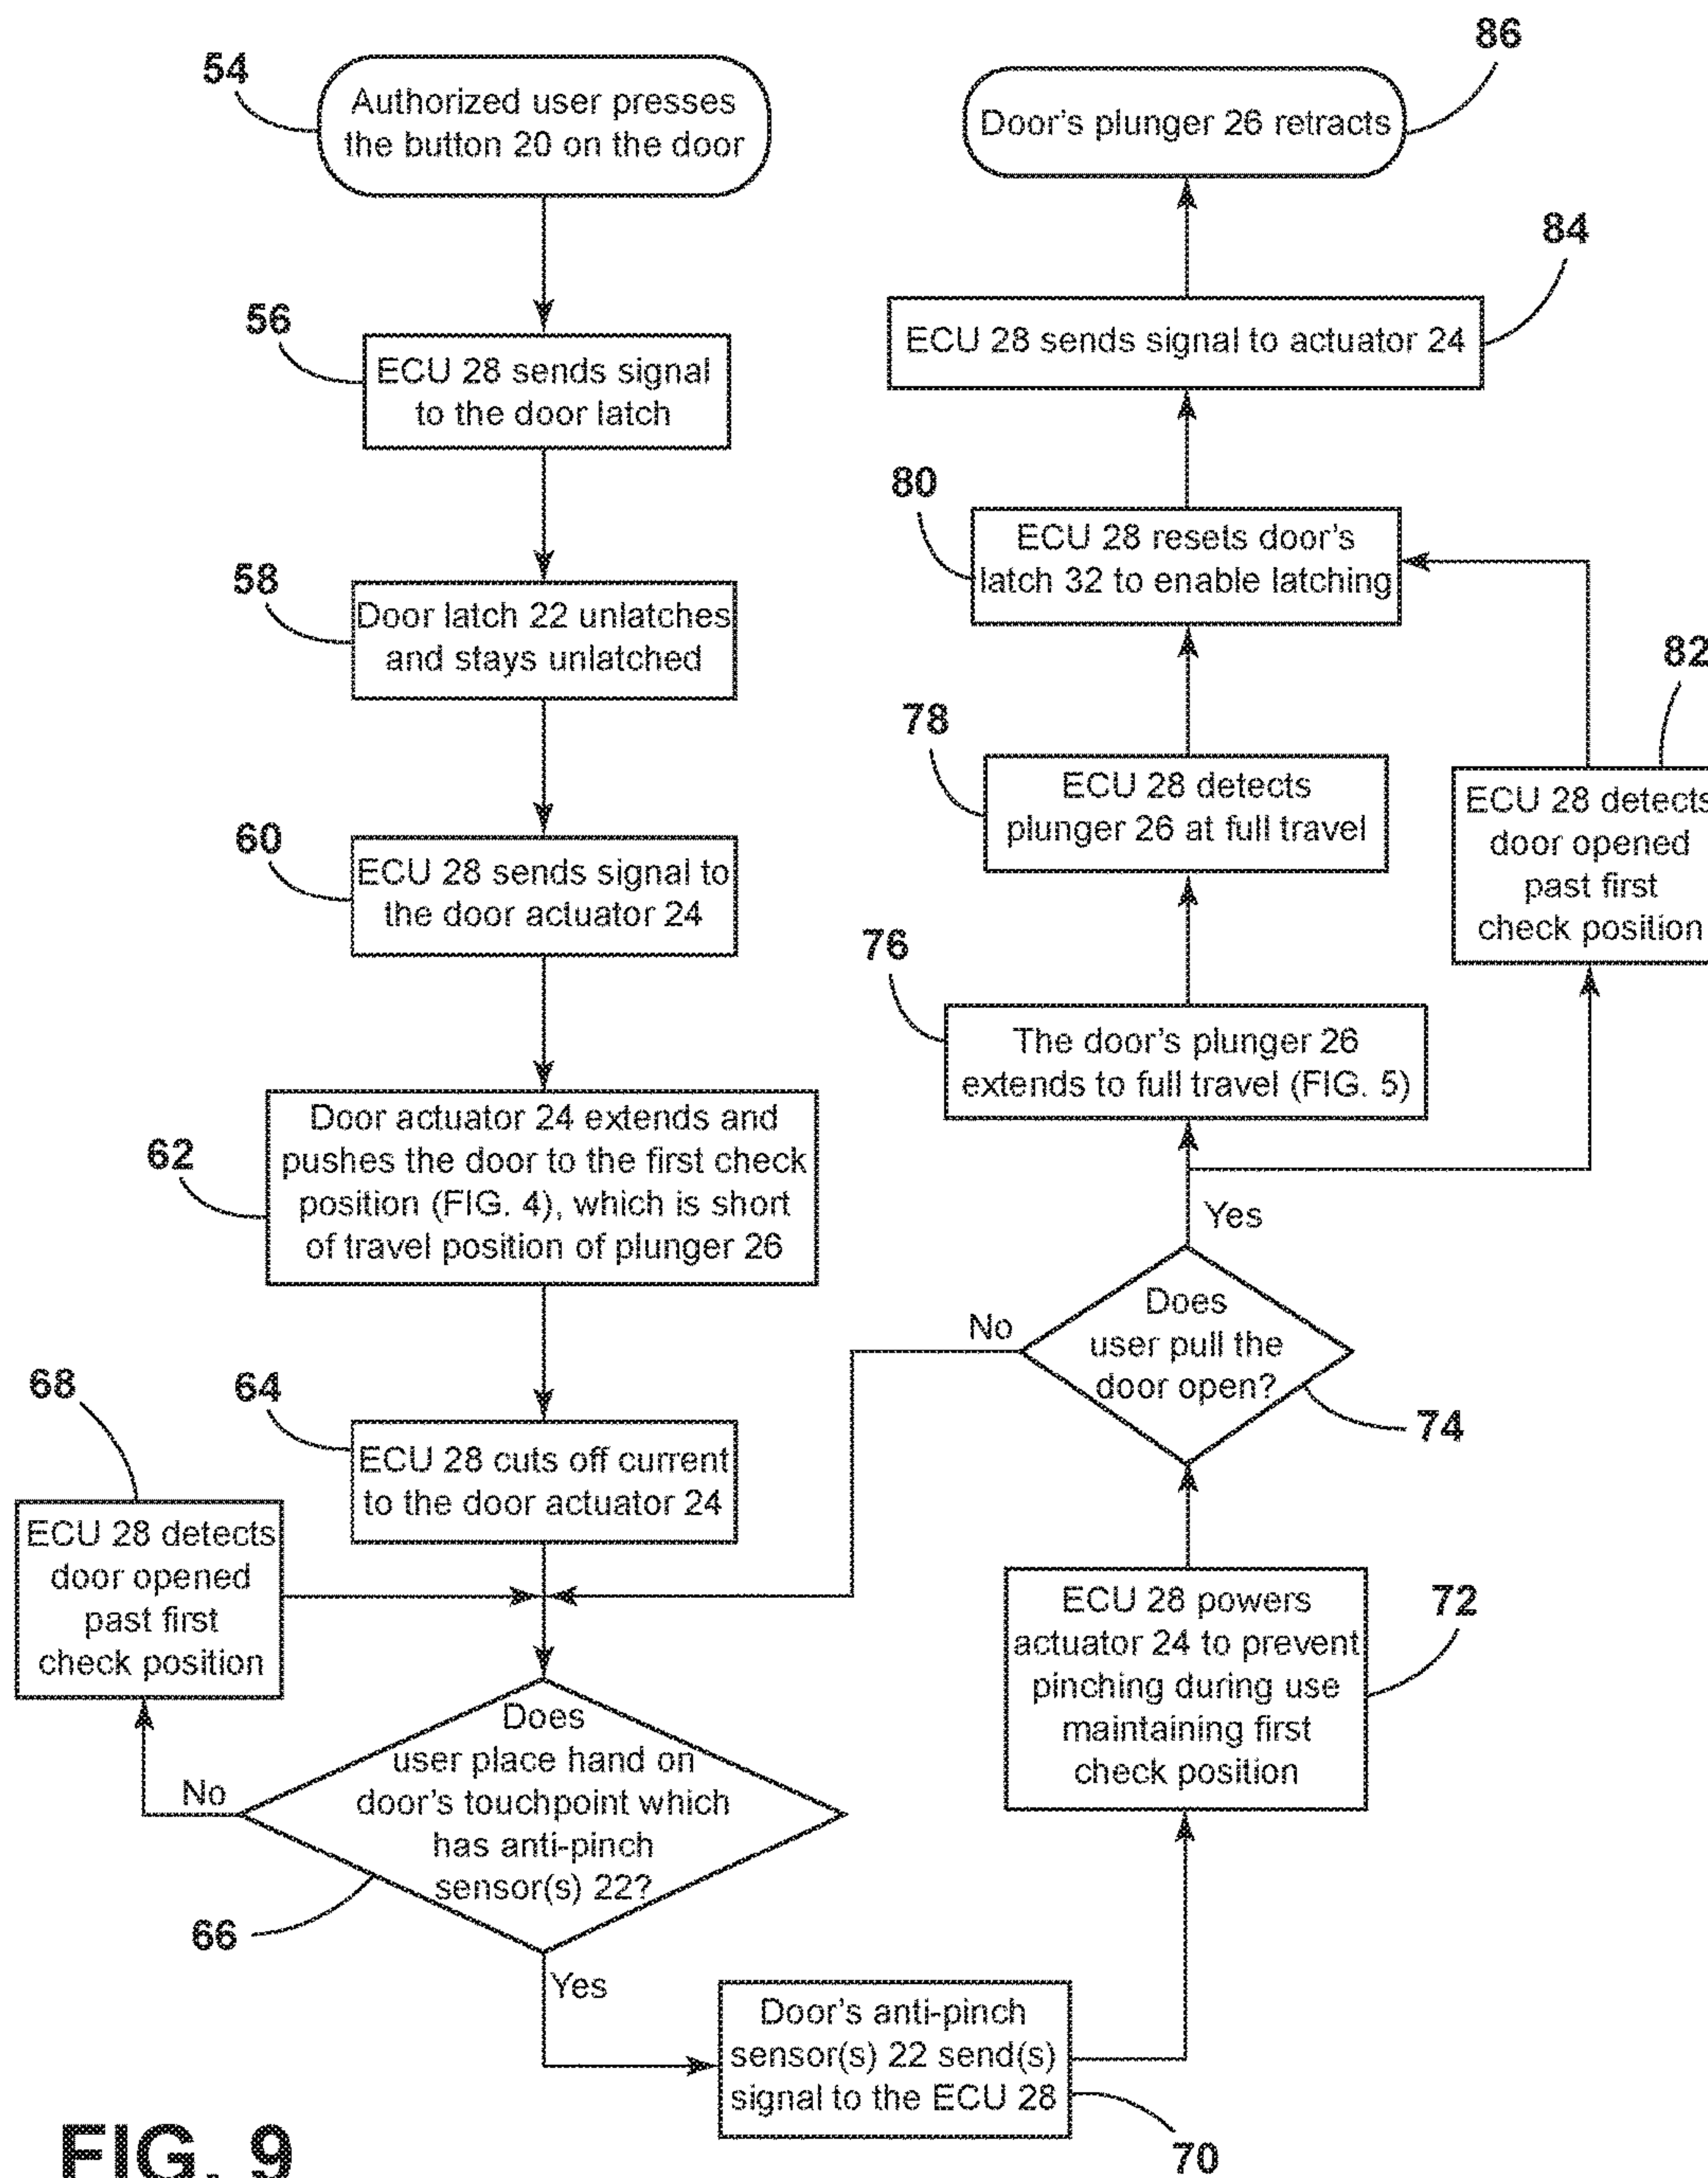 54
Authorized user presses
the button 20 on the door
56
ECU 28 sends signal
to the door latch
58
Door latch 22 unlatches
and stays unlatched
60
ECU 28 sends signal to
the door actuator 24
62
Door actuator 24 extends and
pushes the door to the first check
position (FIG. 4), which is short
of travel position of plunger 26
64
ECU 28 cuts off current
to the door actuator 24
68
ECU 28 detects
door opened
past first
check position
No
Does
user place hand on
door's touchpoint which
has anti-pinch
sensor(s) 22?
66
Yes
Door's anti-pinch
sensor(s) 22 send(s)
signal to the ECU 28
70
ECU 28 powers
actuator 24 to prevent
pinching during use
maintaining first
check position
72
Does
user pull the
door open?
74
No
Yes
76
The door's plunger 26
extends to full travel (FIG. 5)
78
ECU 28 detects
plunger 26 at full travel
82
ECU 28 detects
door opened
past first
check position
80
ECU 28 resets door's
latch 32 to enable latching
84
ECU 28 sends signal to actuator 24
86
Door's plunger 26 retracts
FIG. 9